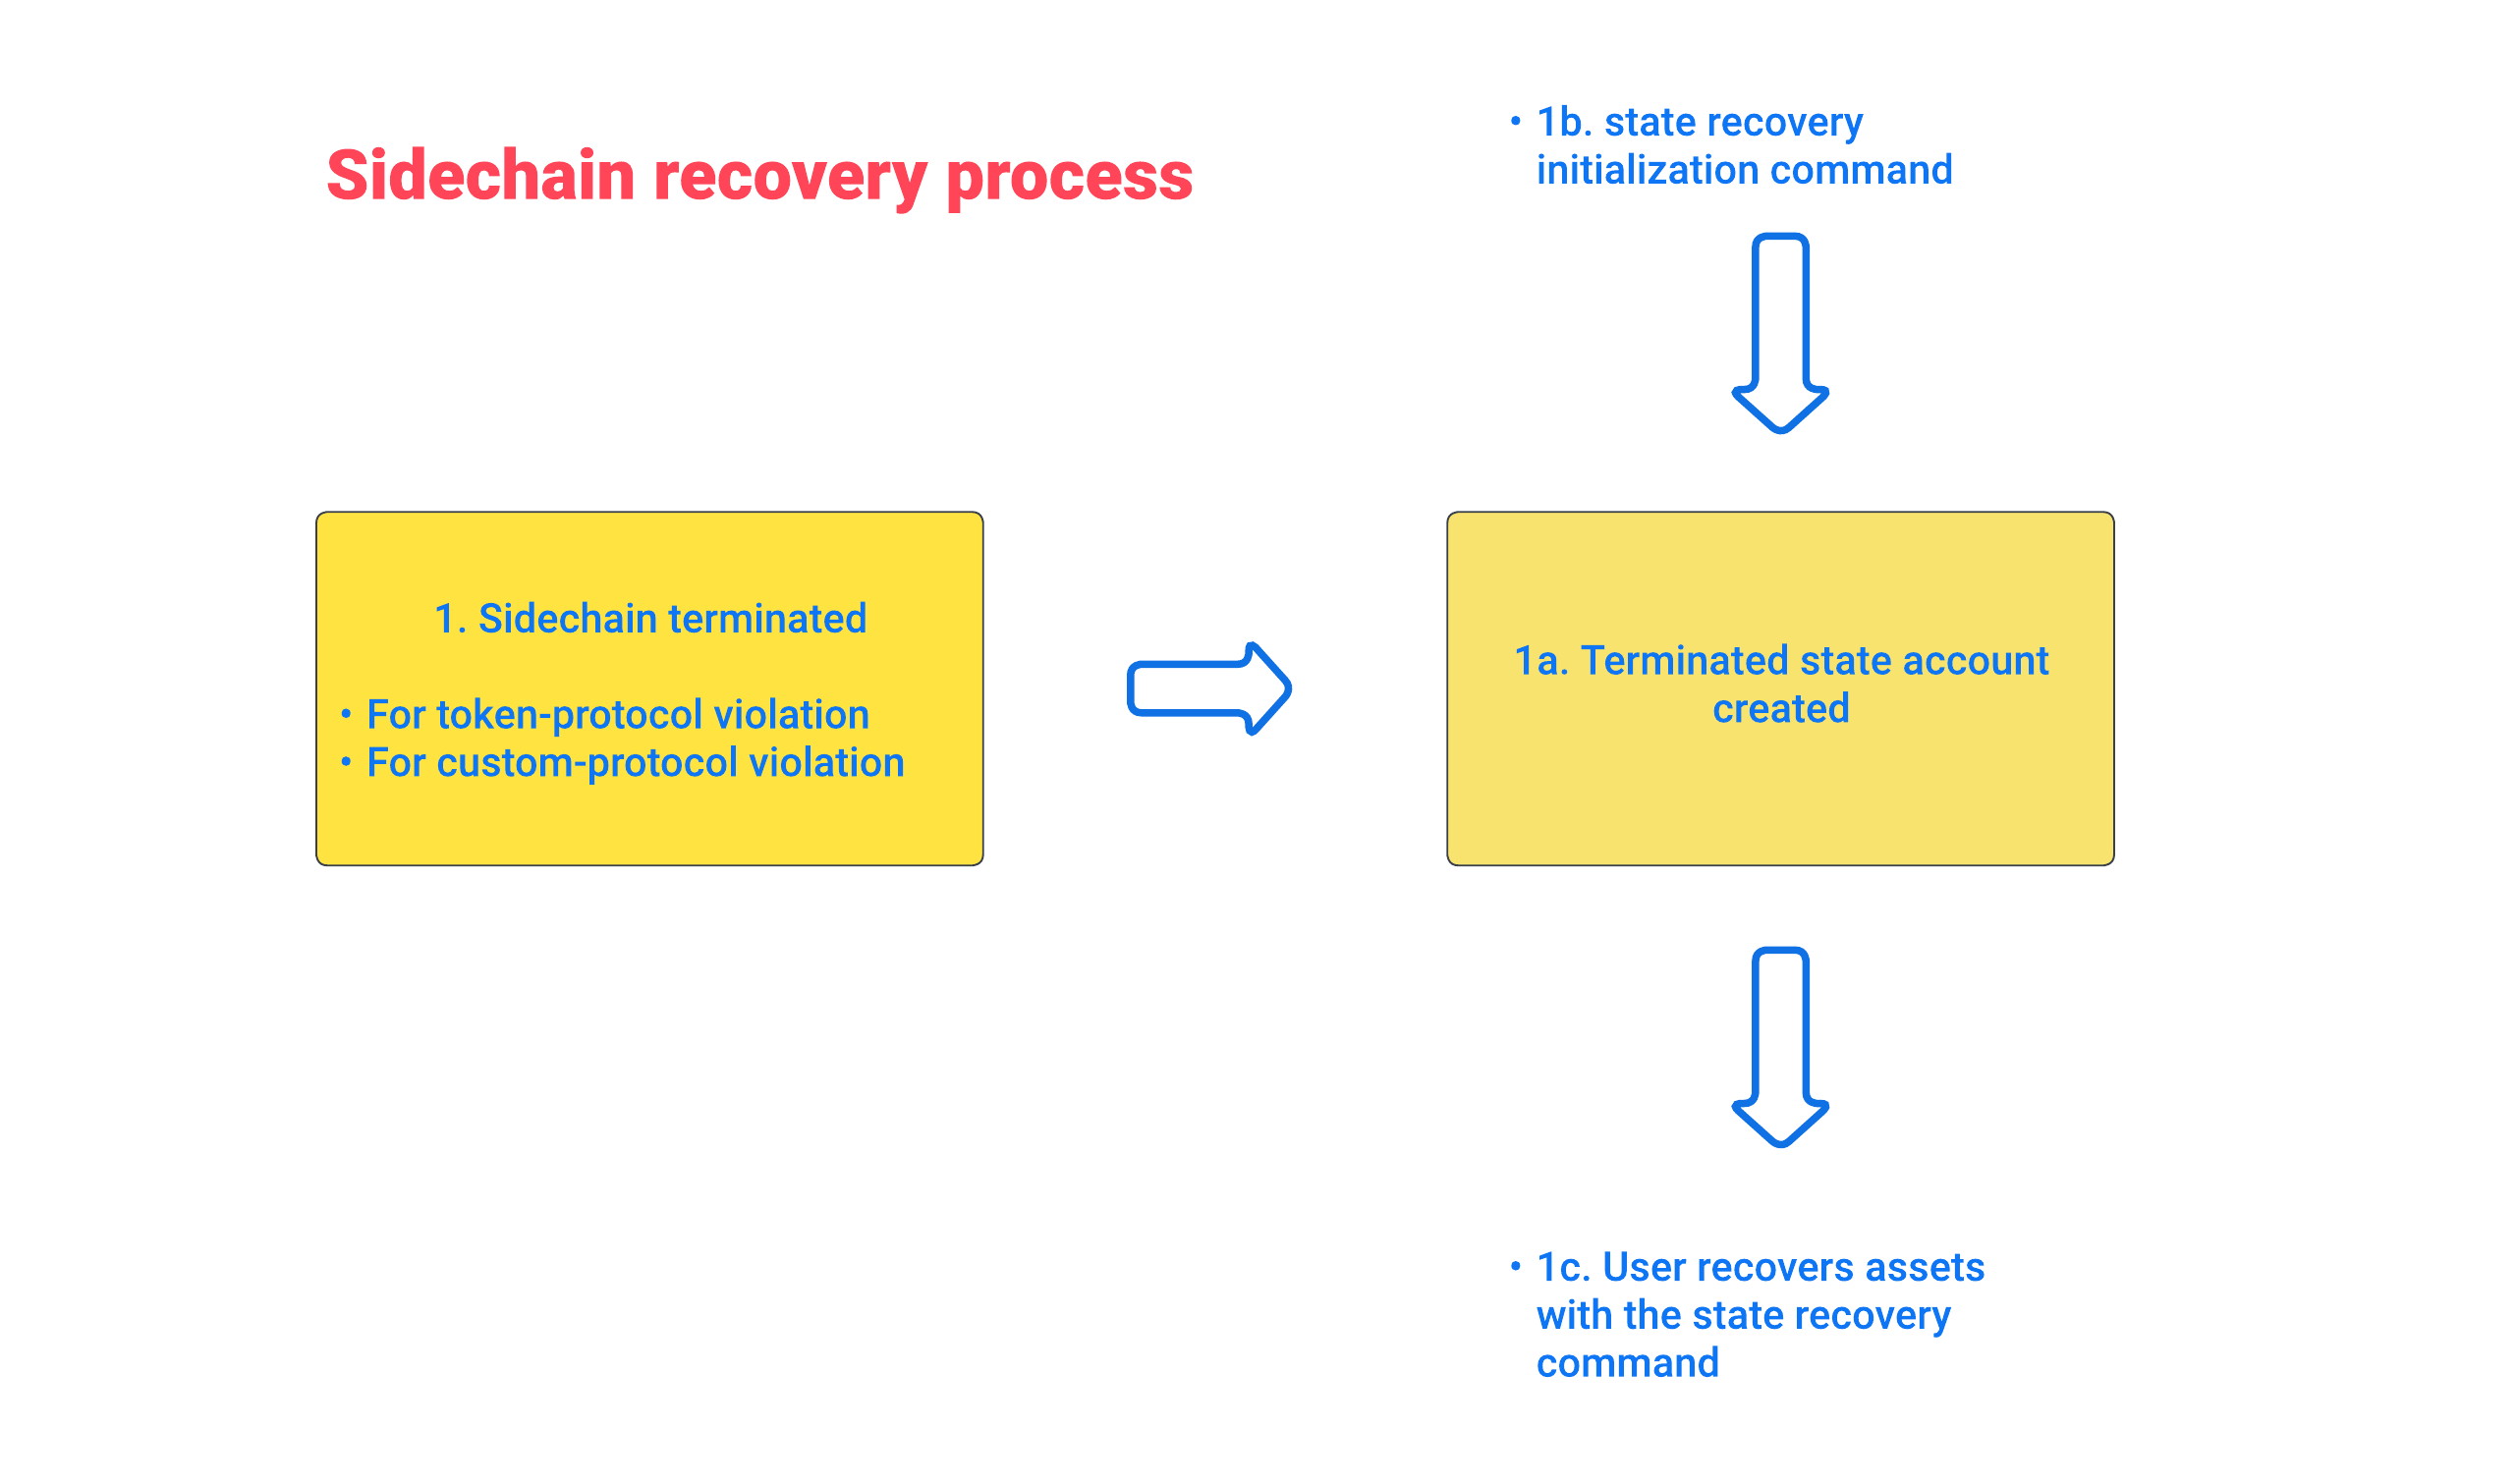 Sidechain recovery process
• 1b. state recovery
initialization command
1. Sidechain terminated
• For token-protocol violation
• For custom-protocol violation
1a. Terminated state account
created
• 1c. User recovers assets
with the state recovery
command